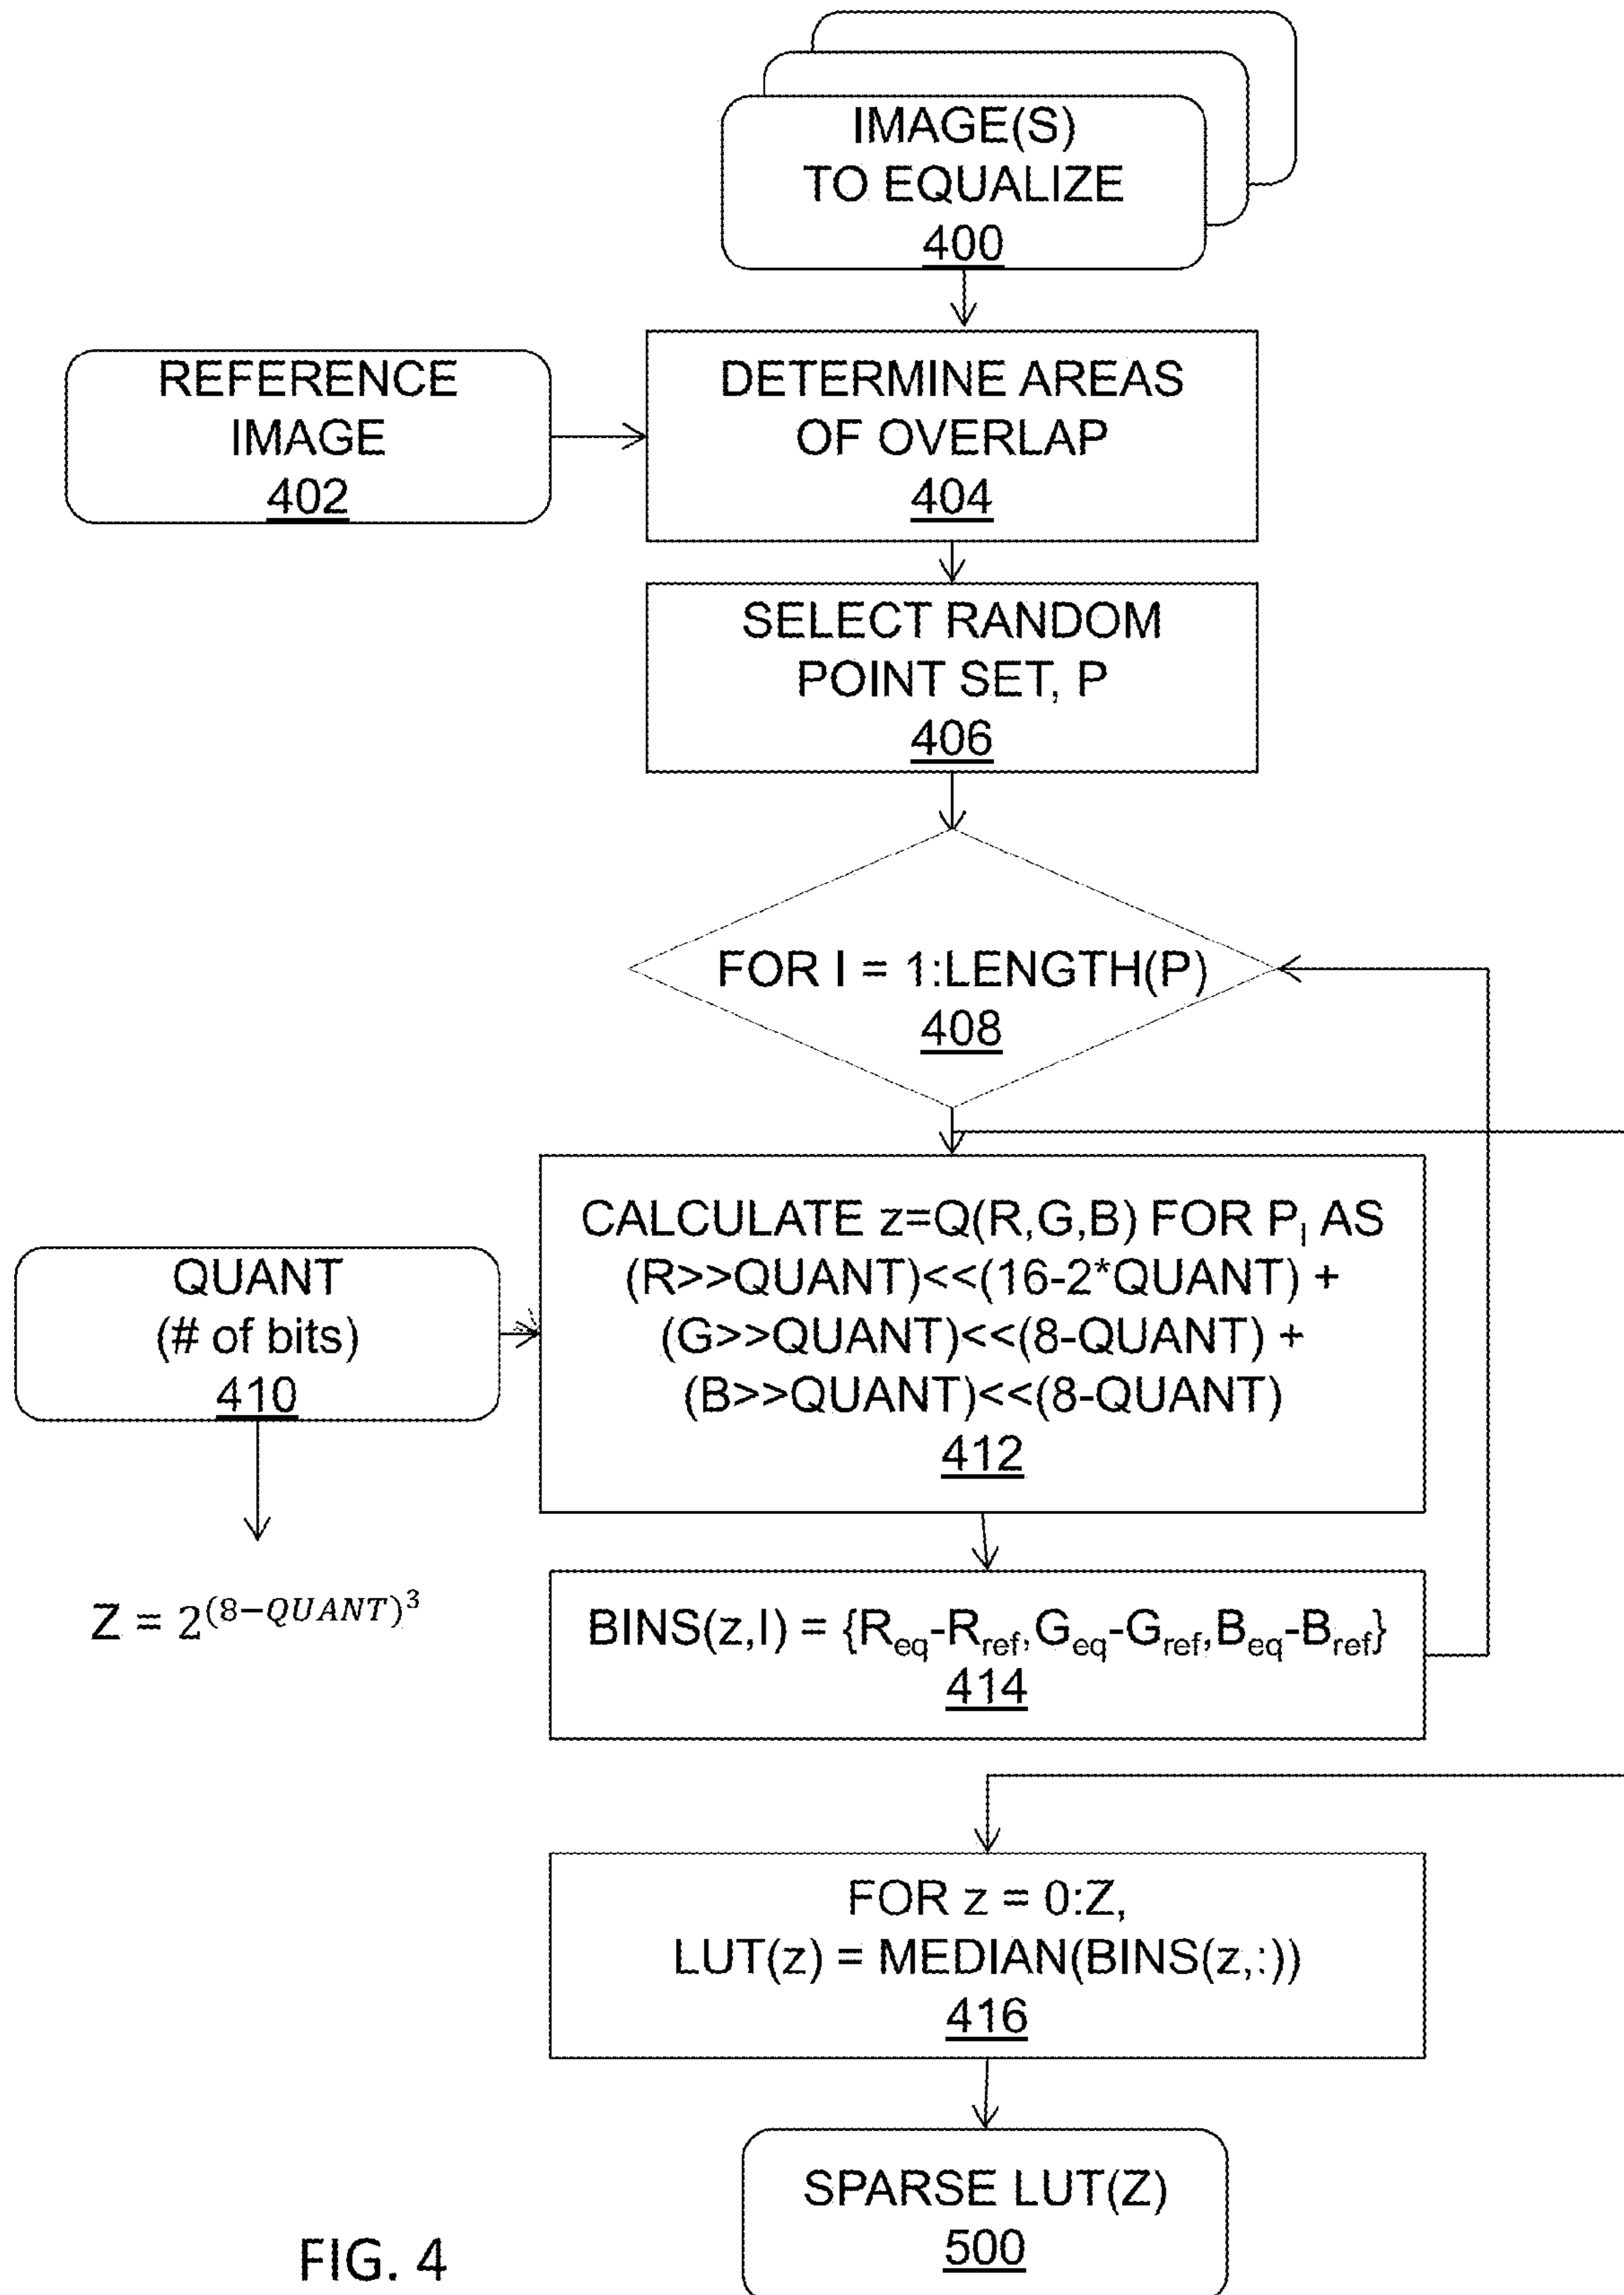 IMAGE(S)
TO EQUALIZE
400
REFERENCE
IMAGE
402
DETERMINE AREAS
OF OVERLAP
404
SELECT RANDOM
POINT SET, P
406
FOR I = 1:LENGTH(P)
408
QUANT
(# of bits)
410
CALCULATE z=Q(R,G,B) FOR P_I AS
(R>>QUANT)<<(16-2*QUANT) +
(G>>QUANT)<<(8-QUANT) +
(B>>QUANT)<<(8-QUANT)
412
Z = 2^{(8−QUANT)^3}
BINS(z,I) = {R_eq-R_ref,G_eq-G_ref,B_eq-B_ref}
414
FOR z = 0:Z,
LUT(z) = MEDIAN(BINS(z,:))
416
SPARSE LUT(Z)
500
FIG. 4